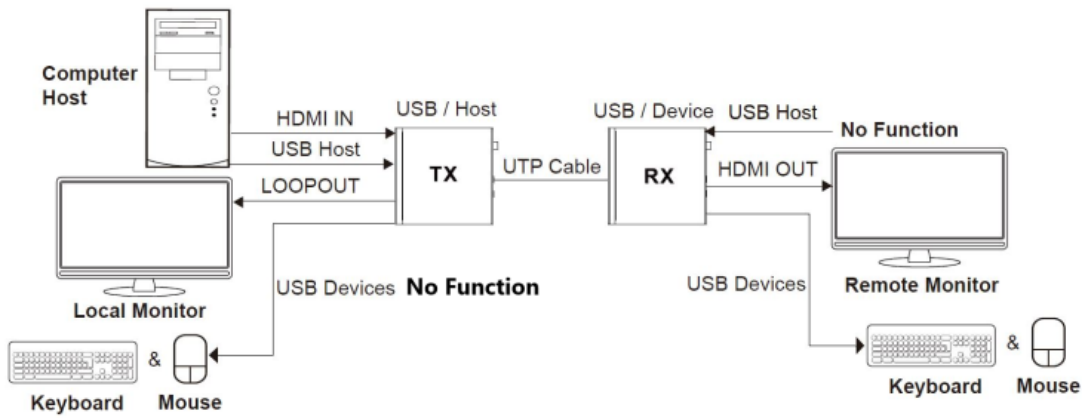 Computer
Host
HDMI IN
USB Host
LOOPOUT
USB / Host
TX
UTP Cable
USB / Device
RX
USB Host
No Function
HDMI OUT
USB Devices No Function
Local Monitor
USB Devices
Remote Monitor
&
Keyboard
Mouse
&
Keyboard
Mouse